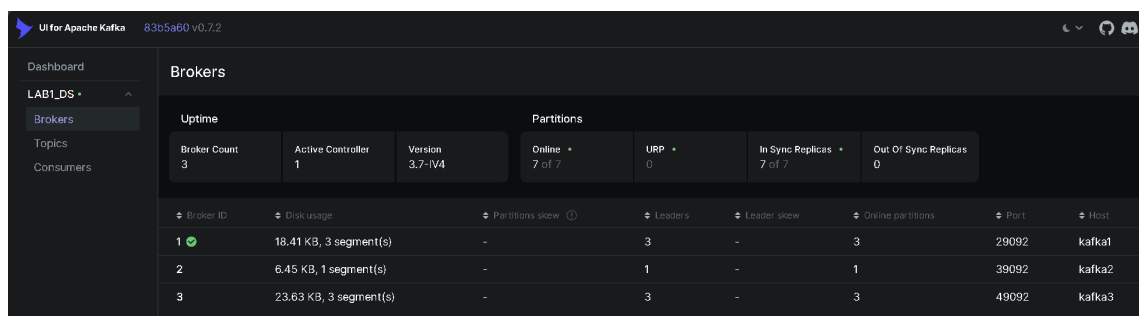 UI for Apache Kafka 83b5a60 v0.7.2
Dashboard
LAB1_DS
Brokers
Topics
Consumers
Brokers
Uptime
Broker Count
3
Active Controller
1
Version
3.7-IV4
Partitions
Online
7 of 7
URP
0
In Sync Replicas
7 of 7
Out Of Sync Replicas
0
Broker ID Disk usage Partitions skew Leaders Leader skew Online partitions Port Host
1 18.41 KB, 3 segment(s) - 3 - 3 29092 kafka1
2 6.45 KB, 1 segment(s) - 1 - 1 39092 kafka2
3 23.63 KB, 3 segment(s) - 3 - 3 49092 kafka3